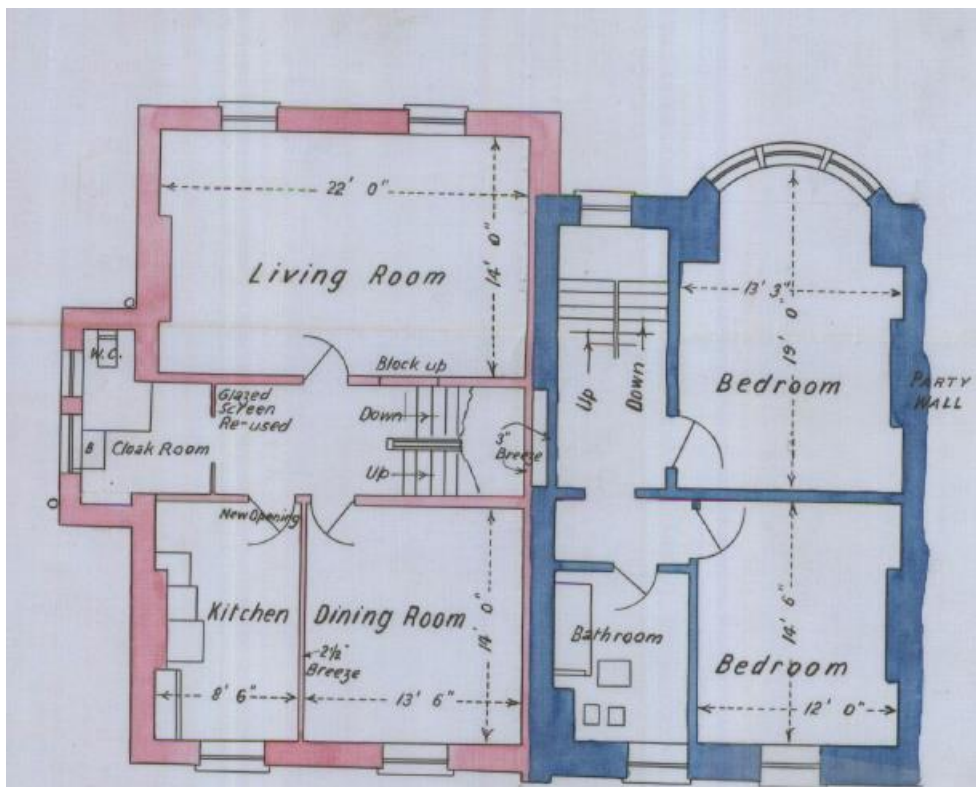 22' 0"
14' 0"
Living Room
W.C.
Block up
Glazed
Screen
Re-used
Down
Up
B
Cloak Room
3"
Breeze
New Opening
Kitchen
Dining Room
14' 0"
2½"
Breeze
8' 6"
13' 6"
13' 3"
19' 0"
Up
Down
Bedroom
PARTY
WALL
Bathroom
14' 6"
Bedroom
12' 0"